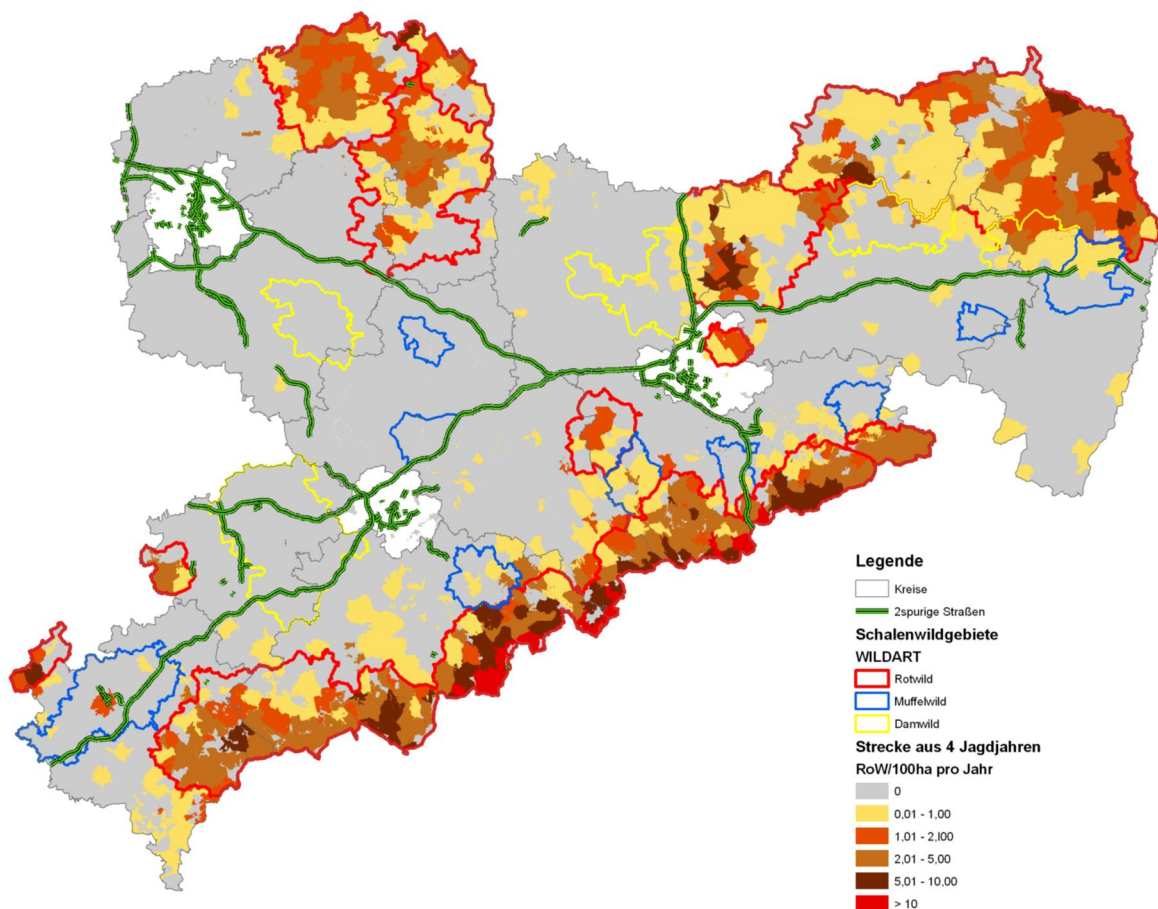 Legende
Kreise
2spurige Straßen
Schalenwildgebiete
WILDART
Rotwild
Muffelwild
Damwild
Strecke aus 4 Jagdjahren
RoW/100ha pro Jahr
0
0,01 - 1,00
1,01 - 2,l00
2,01 - 5,00
5,01 - 10,00
> 10